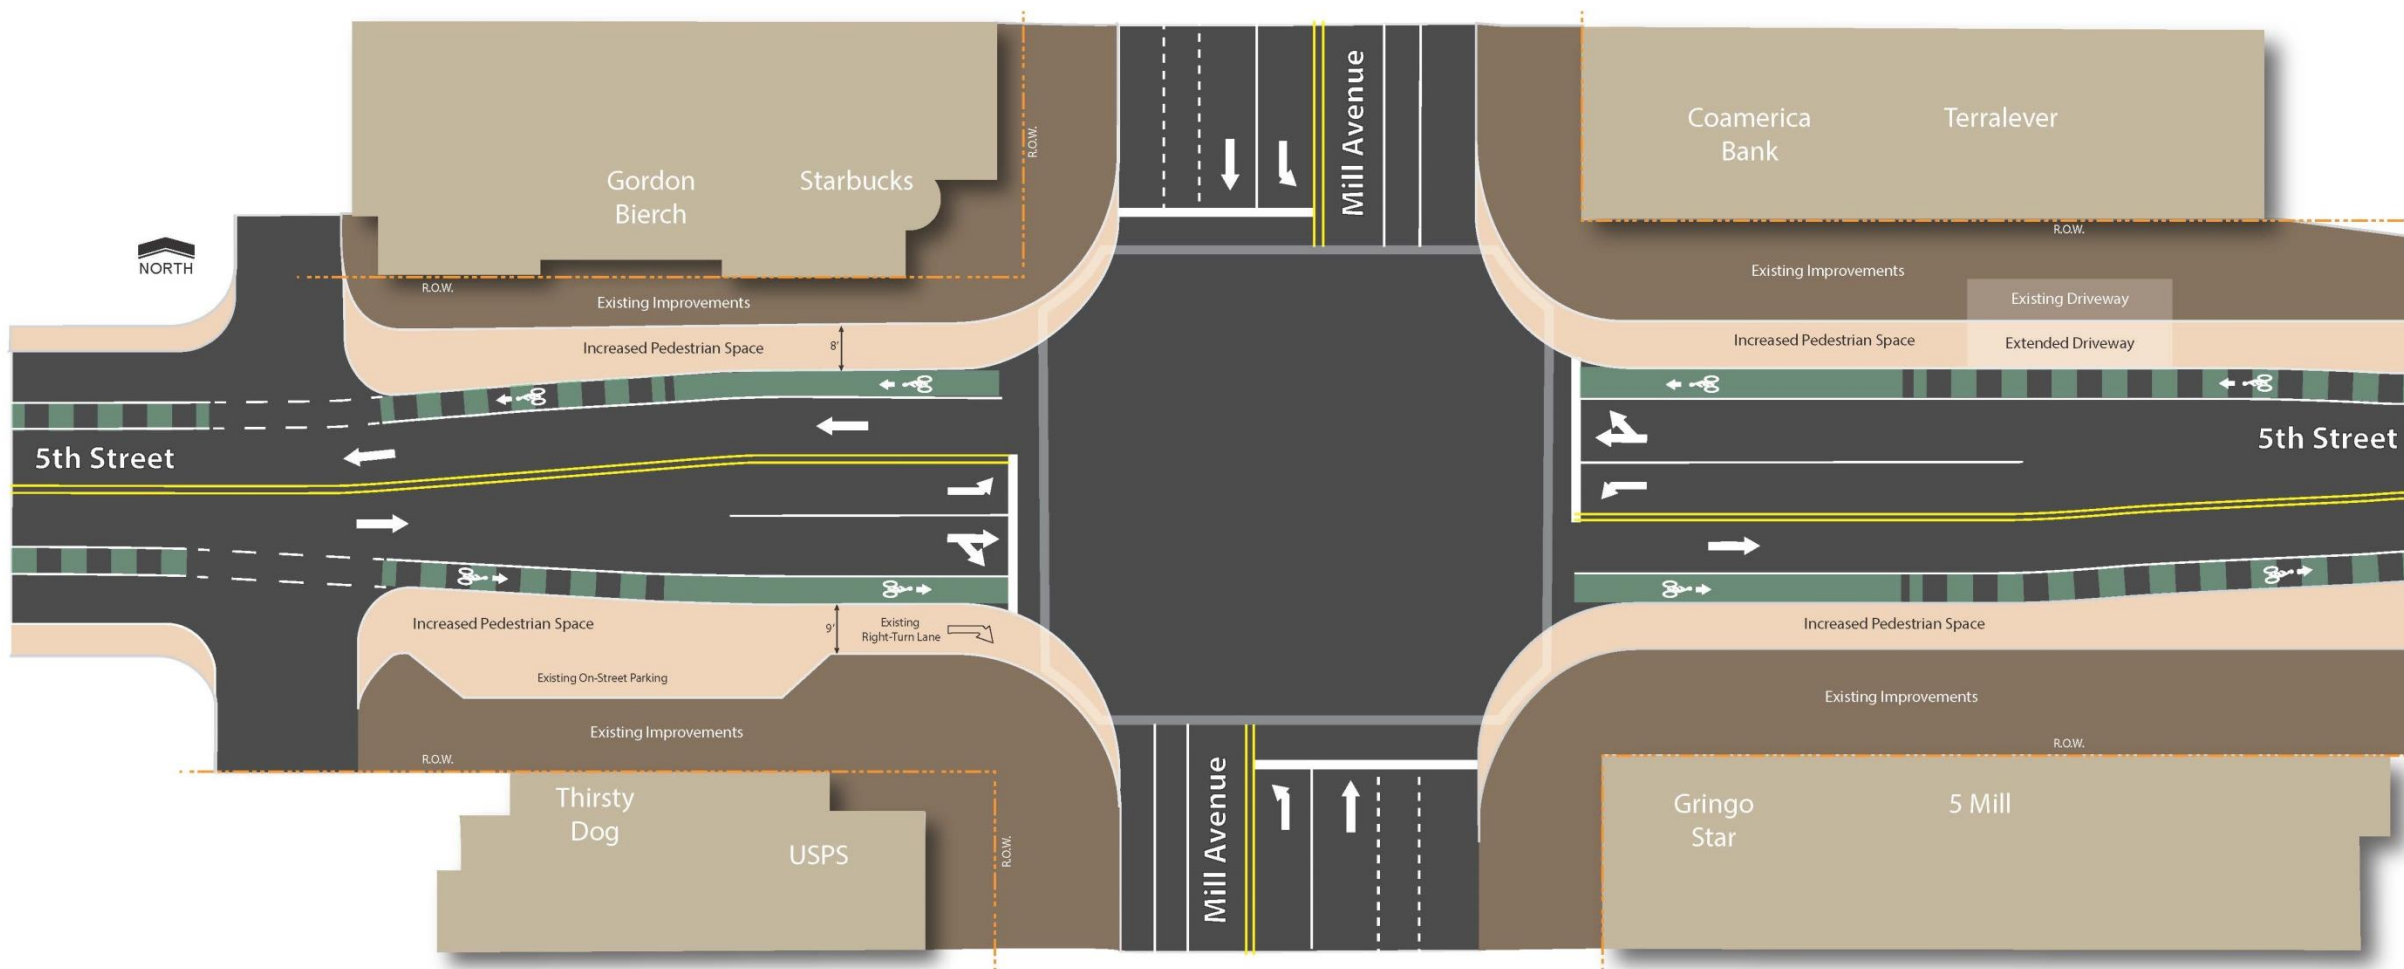 Mill Avenue
Coamerica
Bank
Terralever
Gordon
Bierch
Starbucks
R.O.W.
NORTH
R.O.W.
R.O.W.
Existing Improvements
Existing Improvements
Existing Driveway
Increased Pedestrian Space
8'
Increased Pedestrian Space
Extended Driveway
5th Street
5th Street
Increased Pedestrian Space
9'
Existing
Right-Turn Lane
Increased Pedestrian Space
Existing On-Street Parking
Existing Improvements
Existing Improvements
R.O.W.
R.O.W.
Thirsty
Dog
USPS
R.O.W.
Mill Avenue
Gringo
Star
5 Mill